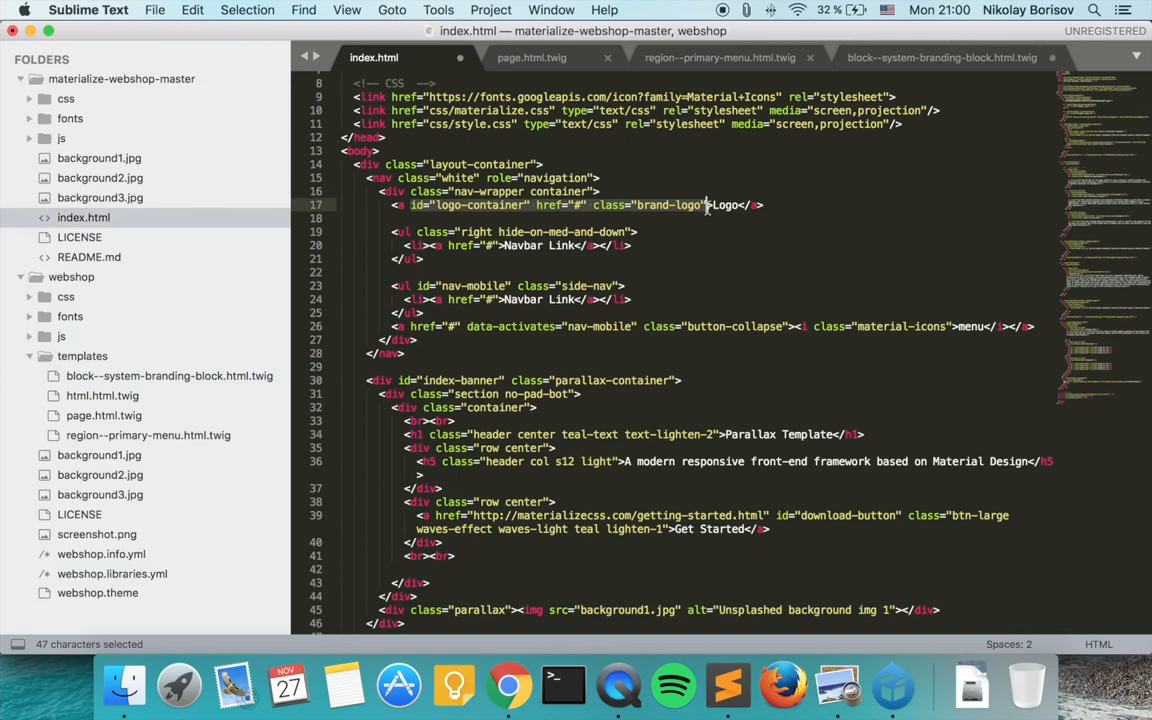 Sublime Text File Edit Selection Find View Goto Tools Project Window Help 32 % Mon 21:00 Nikolay Borisov
index.html — materialize-webshop-master, webshop UNREGISTERED
FOLDERS
materialize-webshop-master
css
fonts
js
background1.jpg
background2.jpg
background3.jpg
index.html
LICENSE
README.md
webshop
css
fonts
js
templates
block--system-branding-block.html.twig
html.html.twig
page.html.twig
region--primary-menu.html.twig
background1.jpg
background2.jpg
background3.jpg
LICENSE
screenshot.png
webshop.info.yml
webshop.libraries.yml
webshop.theme
index.html page.html.twig region--primary-menu.html.twig block--system-branding-block.html.twig
8 <!-- CSS -->
9 <link href="https://fonts.googleapis.com/icon?family=Material+Icons" rel="stylesheet">
10 <link href="css/materialize.css" type="text/css" rel="stylesheet" media="screen,projection"/>
11 <link href="css/style.css" type="text/css" rel="stylesheet" media="screen,projection"/>
12 </head>
13 <body>
14 <div class="layout-container">
15 <nav class="white" role="navigation">
16 <div class="nav-wrapper container">
17 <a id="logo-container" href="#" class="brand-logo">Logo</a>
18
19 <ul class="right hide-on-med-and-down">
20 <li><a href="#">Navbar Link</a></li>
21 </ul>
22
23 <ul id="nav-mobile" class="side-nav">
24 <li><a href="#">Navbar Link</a></li>
25 </ul>
26 <a href="#" data-activates="nav-mobile" class="button-collapse"><i class="material-icons">menu</i></a>
27 </div>
28 </nav>
29
30 <div id="index-banner" class="parallax-container">
31 <div class="section no-pad-bot">
32 <div class="container">
33 <br><br>
34 <h1 class="header center teal-text text-lighten-2">Parallax Template</h1>
35 <div class="row center">
36 <h5 class="header col s12 light">A modern responsive front-end framework based on Material Design</h5
>
37 </div>
38 <div class="row center">
39 <a href="http://materializecss.com/getting-started.html" id="download-button" class="btn-large
waves-effect waves-light teal lighten-1">Get Started</a>
40 </div>
41 <br><br>
42
43 </div>
44 </div>
45 <div class="parallax"><img src="background1.jpg" alt="Unsplashed background img 1"></div>
46 </div>
47 characters selected Spaces: 2 HTML
NOV
27